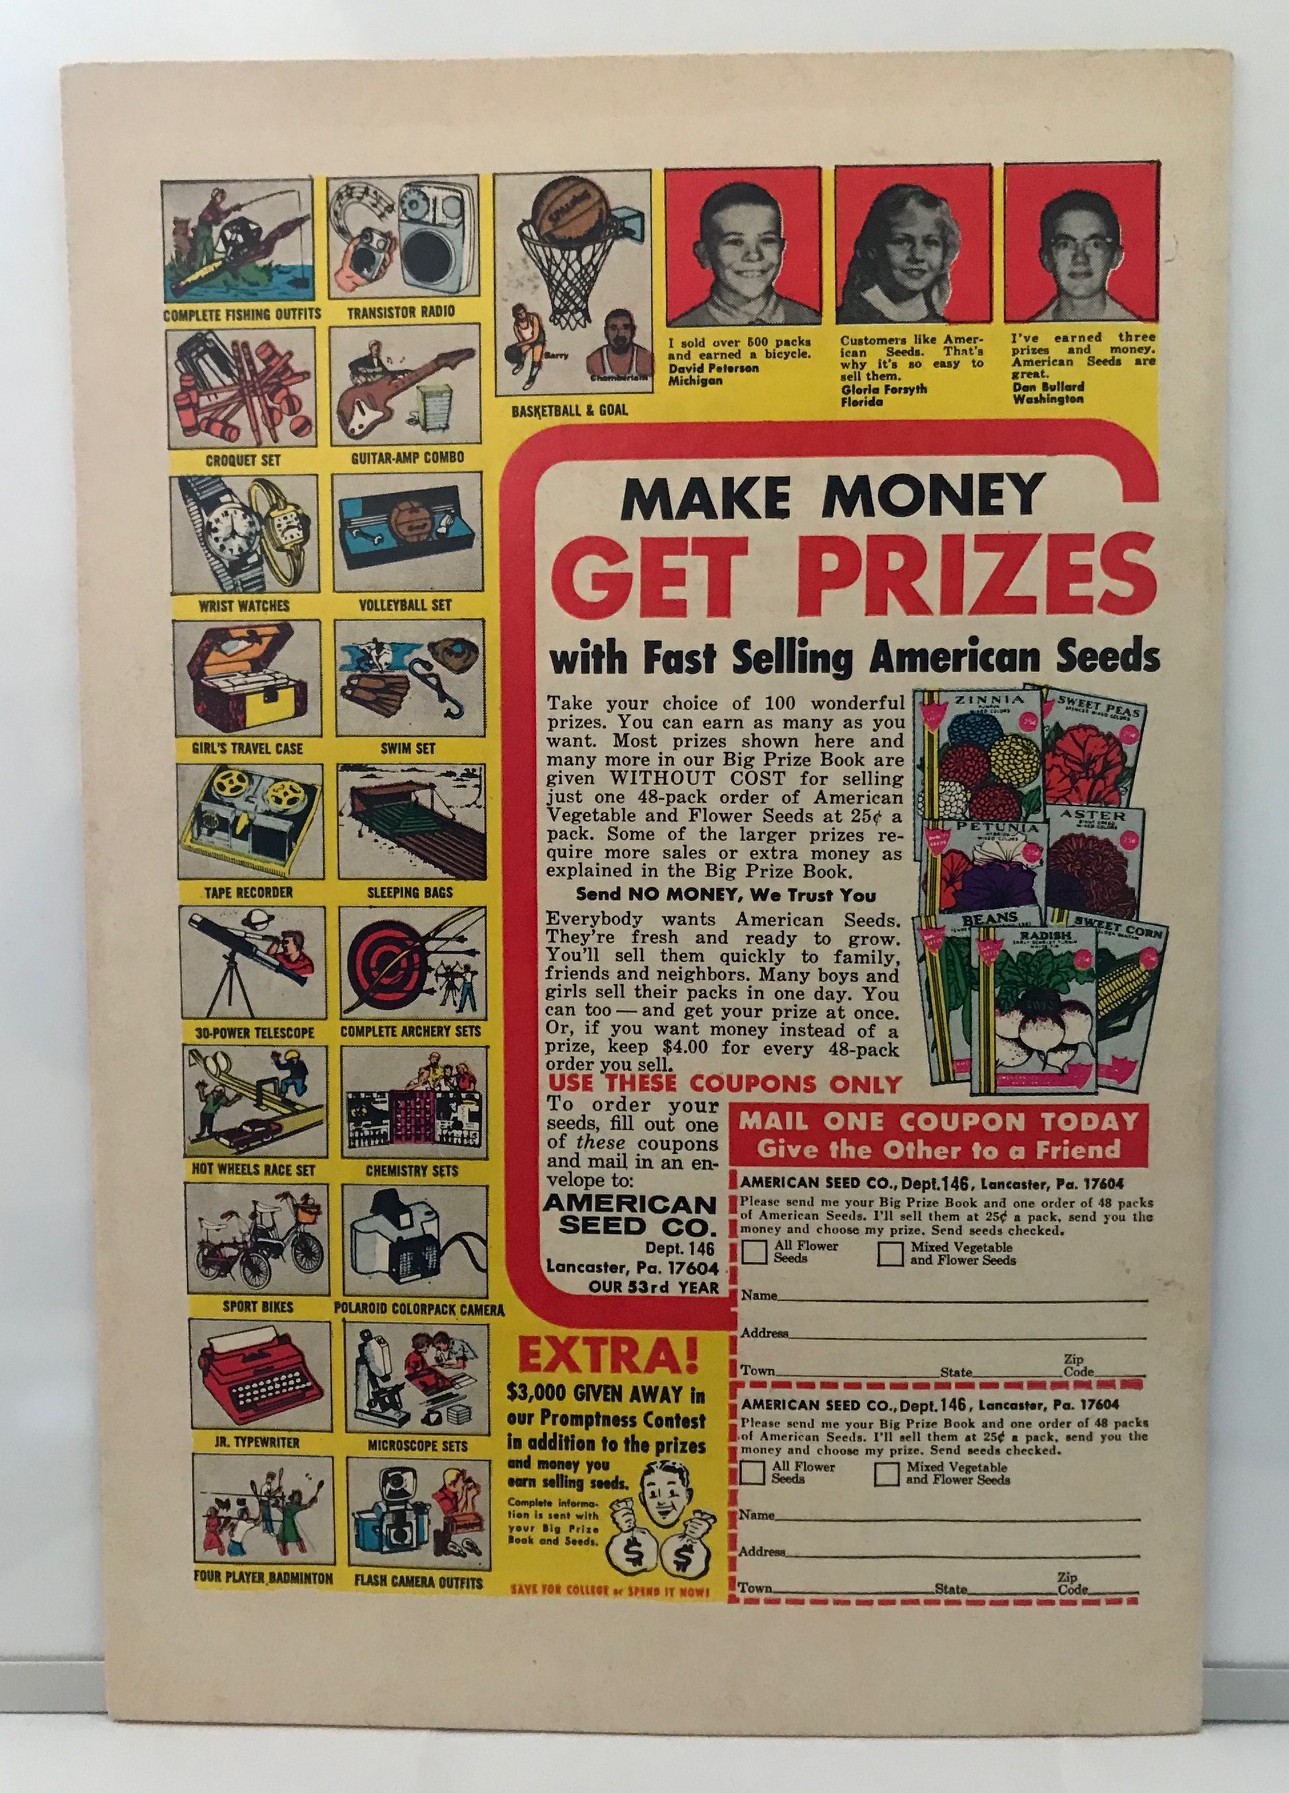 COMPLETE FISHING OUTFITS
TRANSISTOR RADIO
CROQUET SET
GUITAR-AMP COMBO
WRIST WATCHES
VOLLEYBALL SET
GIRL'S TRAVEL CASE
SWIM SET
TAPE RECORDER
SLEEPING BAGS
30-POWER TELESCOPE
COMPLETE ARCHERY SETS
HOT WHEELS RACE SET
CHEMISTRY SETS
SPORT BIKES
POLAROID COLORPACK CAMERA
JR. TYPEWRITER
MICROSCOPE SETS
FOUR PLAYER BADMINTON
FLASH CAMERA OUTFITS
SPALDING
Barry
Chamberlain
BASKETBALL & GOAL
I sold over 500 packs
and earned a bicycle.
David Peterson
Michigan
Customers like Amer-
ican Seeds. That's
why it's so easy to
sell them.
Gloria Forsyth
Florida
I've earned three
prizes and money.
American Seeds are
great.
Dan Bullard
Washington
MAKE MONEY
GET PRIZES
with Fast Selling American Seeds
Take your choice of 100 wonderful
prizes. You can earn as many as you
want. Most prizes shown here and
many more in our Big Prize Book are
given WITHOUT COST for selling
just one 48-pack order of American
Vegetable and Flower Seeds at 25¢ a
pack. Some of the larger prizes re-
quire more sales or extra money as
explained in the Big Prize Book.
Send NO MONEY, We Trust You
Everybody wants American Seeds.
They're fresh and ready to grow.
You'll sell them quickly to family,
friends and neighbors. Many boys and
girls sell their packs in one day. You
can too — and get your prize at once.
Or, if you want money instead of a
prize, keep $4.00 for every 48-pack
order you sell.
ZINNIA
MIXED COLORS
SWEET PEAS
MIXED COLORS
PETUNIA
MIXED COLORS
ASTER
MIXED COLORS
BEANS
RADISH
SWEET CORN
USE THESE COUPONS ONLY
To order your
seeds, fill out one
of these coupons
and mail in an en-
velope to:
AMERICAN
SEED CO.
Dept. 146
Lancaster, Pa. 17604
OUR 53rd YEAR
MAIL ONE COUPON TODAY
Give the Other to a Friend
AMERICAN SEED CO., Dept. 146, Lancaster, Pa. 17604
Please send me your Big Prize Book and one order of 48 packs
of American Seeds. I'll sell them at 25¢ a pack, send you the
money and choose my prize. Send seeds checked.
All Flower
Seeds
Mixed Vegetable
and Flower Seeds
Name
Address
Town State Zip
Code
AMERICAN SEED CO., Dept. 146, Lancaster, Pa. 17604
Please send me your Big Prize Book and one order of 48 packs
of American Seeds. I'll sell them at 25¢ a pack, send you the
money and choose my prize. Send seeds checked.
All Flower
Seeds
Mixed Vegetable
and Flower Seeds
Name
Address
Town State Zip
Code
EXTRA!
$3,000 GIVEN AWAY in
our Promptness Contest
in addition to the prizes
and money you
earn selling seeds.
Complete informa-
tion is sent with
your Big Prize
Book and Seeds.
$ $
SAVE FOR COLLEGE or SPEND IT NOW!